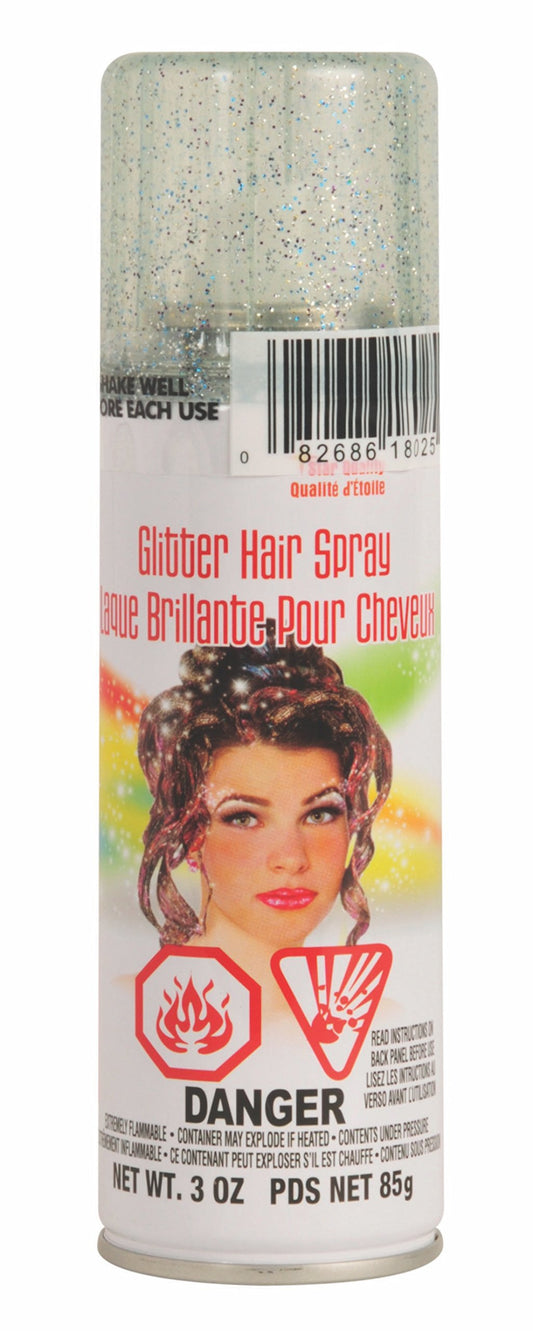 SHAKE WELL
BEFORE EACH USE
0 82686 18025
Star Quality
Qualité d'Étoile
Glitter Hair Spray
Laque Brillante Pour Cheveux
READ INSTRUCTIONS ON
BACK PANEL BEFORE USE
LISEZ LES INTRUCTIONS AU
VERSO AVANT L'UTILISATION
DANGER
EXTREMELY FLAMMABLE • CONTAINER MAY EXPLODE IF HEATED • CONTENTS UNDER PRESSURE
EXTRÊMEMENT INFLAMMABLE • CE CONTENANT PEUT EXPLOSER S'IL EST CHAUFFE • CONTENU SOUS PRESSION
NET WT. 3 OZ PDS NET 85g